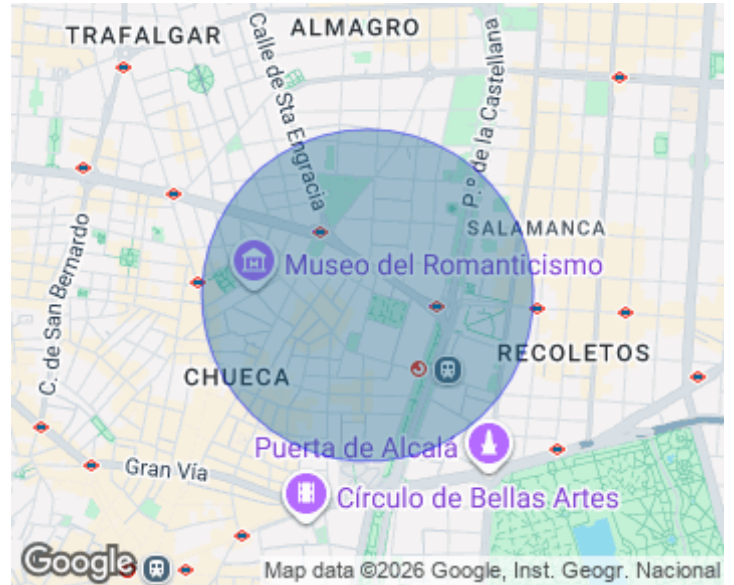 TRAFALGAR
ALMAGRO
Calle de Sta Engracia
P.º de la Castellana
SALAMANCA
Museo del Romanticismo
C. de San Bernardo
RECOLETOS
CHUECA
Puerta de Alcalá
Gran Vía
Círculo de Bellas Artes
Google
Map data ©2026 Google, Inst. Geogr. Nacional